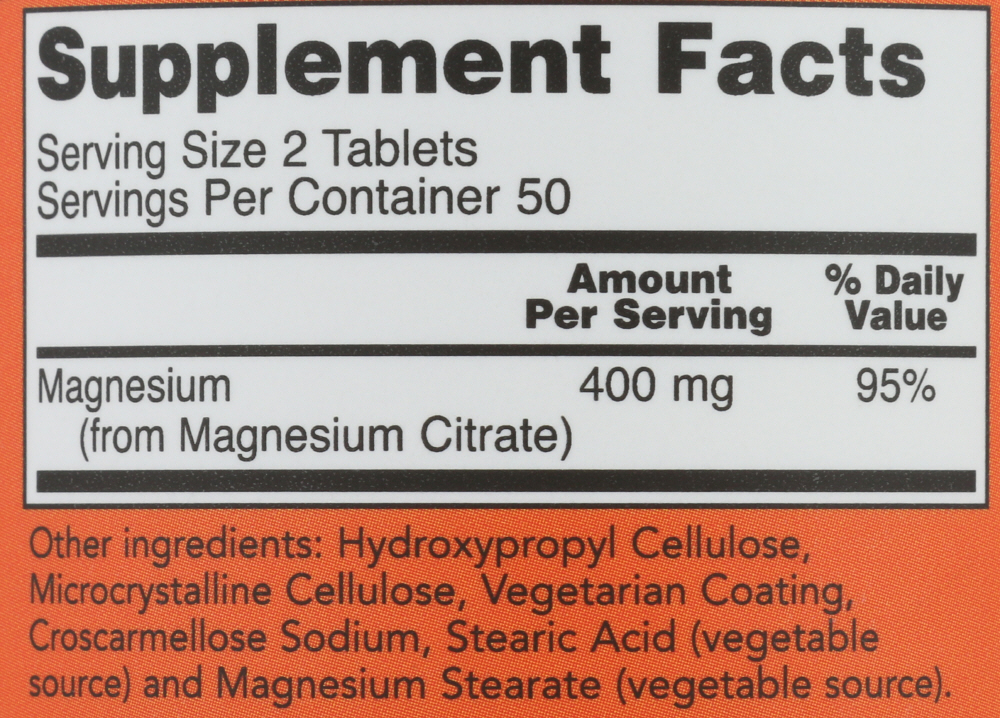 Supplement Facts
Serving Size 2 Tablets
Servings Per Container 50
Amount Per Serving % Daily Value
Magnesium 400 mg 95%
(from Magnesium Citrate)
Other ingredients: Hydroxypropyl Cellulose,
Microcrystalline Cellulose, Vegetarian Coating,
Croscarmellose Sodium, Stearic Acid (vegetable
source) and Magnesium Stearate (vegetable source).